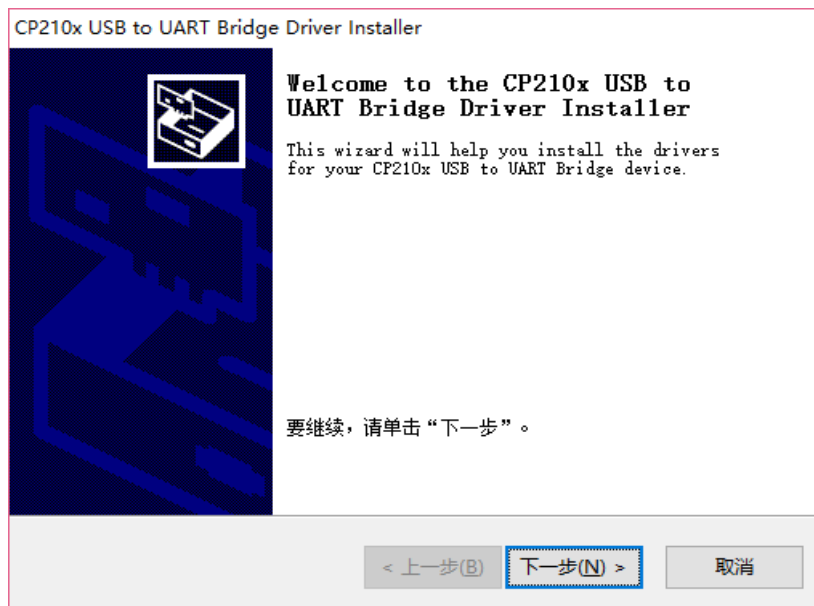 CP210x USB to UART Bridge Driver Installer
Welcome to the CP210x USB to
UART Bridge Driver Installer
This wizard will help you install the drivers
for your CP210x USB to UART Bridge device.
要继续，请单击“下一步”。
< 上一步(B)
下一步(N) >
取消